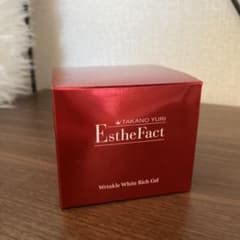 TAKANO YURI
EstheFact
Wrinkle White Rich Gel